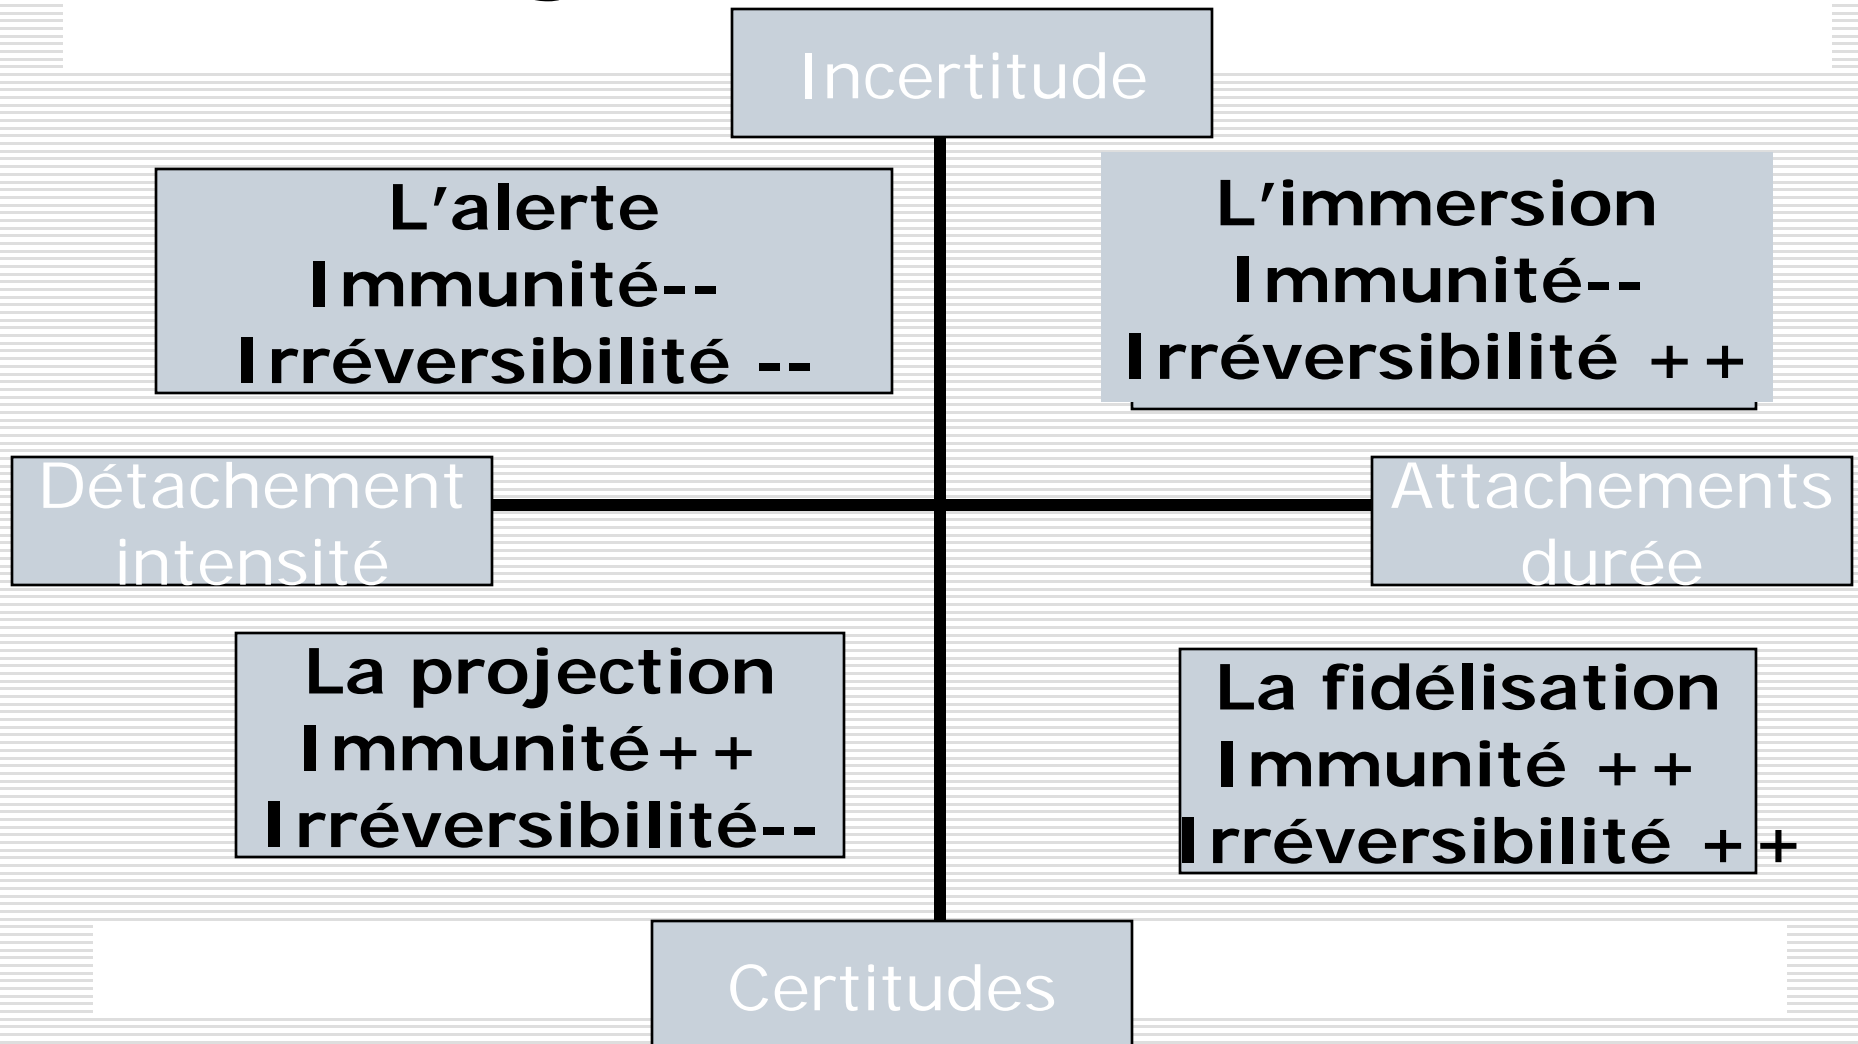 Incertitude
L'alerte
Immunité--
Irréversibilité --
L'immersion
Immunité--
Irréversibilité ++
Détachement
intensité
Attachements
durée
La projection
Immunité++
Irréversibilité--
La fidélisation
Immunité ++
Irréversibilité ++
Certitudes